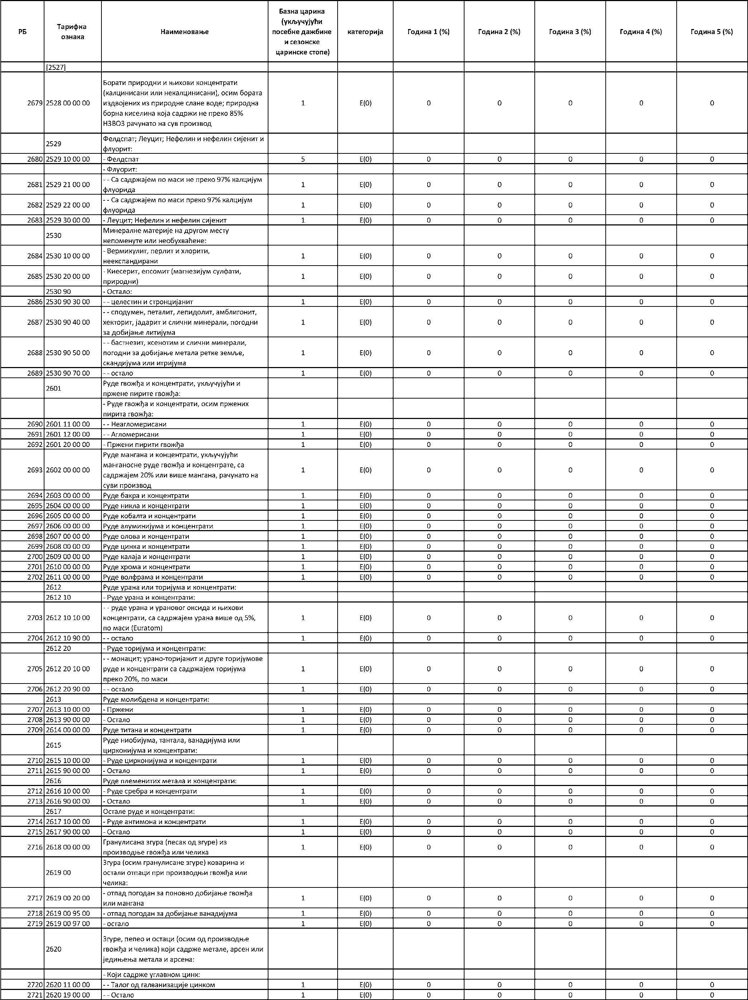 РБ Тарифна ознака Наименовање Базна царина (укључујући посебне дажбине и сезонске царинске стопе) категорија Година 1 (%) Година 2 (%) Година 3 (%) Година 4 (%) Година 5 (%)
[2527]
Борати природни и њихови концентрати
(калцинисани или некалцинисани), осим бората
2679 2528 00 00 00 издвојених из природне слане воде; природна 1 E(0) 0 0 0 0 0
борна киселина која садржи не преко 85%
H3BO3 рачунато на сув производ
2529 Фелдспат; Леуцит; Нефелин и нефелин сијенит и
флуорит:
2680 2529 10 00 00 - Фелдспат 5 E(0) 0 0 0 0 0
- Флуорит:
2681 2529 21 00 00 - - Са садржајем по маси не преко 97% калцијум 1 E(0) 0 0 0 0 0
флуорида
2682 2529 22 00 00 - - Са садржајем по маси преко 97% калцијум 1 E(0) 0 0 0 0 0
флуорида
2683 2529 30 00 00 - Леуцит; Нефелин и нефелин сијенит 1 E(0) 0 0 0 0 0
2530 Минералне материје на другом месту
непоменуте или необухваћене:
2684 2530 10 00 00 - Вермикулит, перлит и хлорити, 1 E(0) 0 0 0 0 0
неекспандирани
2685 2530 20 00 00 - Киесерит, епсомит (магнезијум сулфати, 1 E(0) 0 0 0 0 0
природни)
2530 90 - Остало:
2686 2530 90 30 00 - - целестин и стронцијанит 1 E(0) 0 0 0 0 0
- - сподумен, петалит, лепидолит, амблигонит,
2687 2530 90 40 00 хекторит, јадарит и слични минерали, погодни 1 E(0) 0 0 0 0 0
за добијање литијума
- - бастнезит, ксенотим и слични минерали,
2688 2530 90 50 00 погодни за добијање метала ретке земље, 1 E(0) 0 0 0 0 0
скандијума или итријума
2689 2530 90 70 00 - - остало 1 E(0) 0 0 0 0 0
2601 Руде гвожђа и концентрати, укључујући и
пржене пирите гвожђа:
- Руде гвожђа и концентрати, осим пржених
пирита гвожђа:
2690 2601 11 00 00 - - Неагломерисани 1 E(0) 0 0 0 0 0
2691 2601 12 00 00 - - Агломерисани 1 E(0) 0 0 0 0 0
2692 2601 20 00 00 - Пржени пирити гвожђа 1 E(0) 0 0 0 0 0
Руде мангана и концентрати, укључујући
2693 2602 00 00 00 манганосне руде гвожђа и концентрате, са 1 E(0) 0 0 0 0 0
садржајем 20% или више мангана, рачунато на
суви производ
2694 2603 00 00 00 Руде бакра и концентрати 1 E(0) 0 0 0 0 0
2695 2604 00 00 00 Руде никла и концентрати 1 E(0) 0 0 0 0 0
2696 2605 00 00 00 Руде кобалта и концентрати 1 E(0) 0 0 0 0 0
2697 2606 00 00 00 Руде алуминијума и концентрати 1 E(0) 0 0 0 0 0
2698 2607 00 00 00 Руде олова и концентрати 1 E(0) 0 0 0 0 0
2699 2608 00 00 00 Руде цинка и концентрати 1 E(0) 0 0 0 0 0
2700 2609 00 00 00 Руде калаја и концентрати 1 E(0) 0 0 0 0 0
2701 2610 00 00 00 Руде хрома и концентрати 1 E(0) 0 0 0 0 0
2702 2611 00 00 00 Руде волфрама и концентрати 1 E(0) 0 0 0 0 0
2612 Руде урана или торијума и концентрати:
2612 10 - Руде урана и концентрати:
- - руде урана и урановог оксида и њихови
2703 2612 10 10 00 концентрати, са садржајем урана више од 5%, 1 E(0) 0 0 0 0 0
по маси (Euratom)
2704 2612 10 90 00 - - остало 1 E(0) 0 0 0 0 0
2612 20 - Руде торијума и концентрати:
- - монацит; урано-торијанит и друге торијумове
2705 2612 20 10 00 руде и концентрати са садржајем торијума 1 E(0) 0 0 0 0 0
преко 20%, по маси
2706 2612 20 90 00 - - остало 1 E(0) 0 0 0 0 0
2613 Руде молибдена и концентрати:
2707 2613 10 00 00 - Пржени 1 E(0) 0 0 0 0 0
2708 2613 90 00 00 - Остало 1 E(0) 0 0 0 0 0
2709 2614 00 00 00 Руде титана и концентрати 1 E(0) 0 0 0 0 0
2615 Руде ниобијума, тантала, ванадијума или
цирконијума и концентрати:
2710 2615 10 00 00 - Руде цирконијума и концентрати 1 E(0) 0 0 0 0 0
2711 2615 90 00 00 - Остало 1 E(0) 0 0 0 0 0
2616 Руде племенитих метала и концентрати:
2712 2616 10 00 00 - Руде сребра и концентрати 1 E(0) 0 0 0 0 0
2713 2616 90 00 00 - Остало 1 E(0) 0 0 0 0 0
2617 Остале руде и концентрати:
2714 2617 10 00 00 - Руде антимона и концентрати 1 E(0) 0 0 0 0 0
2715 2617 90 00 00 - Остало 1 E(0) 0 0 0 0 0
2716 2618 00 00 00 Гранулисана згура (песак од згуре) из 1 E(0) 0 0 0 0 0
производње гвожђа или челика
Згура (осим гранулисане згуре) коварина и
2619 00 остали отпаци при производњи гвожђа или
челика:
2717 2619 00 20 00 - отпад погодан за поновно добијање гвожђа 1 E(0) 0 0 0 0 0
или мангана
2718 2619 00 95 00 - отпад погодан за добијање ванадијума 1 E(0) 0 0 0 0 0
2719 2619 00 97 00 - остало 1 E(0) 0 0 0 0 0
Згуре, пепео и остаци (осим од производње
2620 гвожђа и челика) који садрже метале, арсен или
једињења метала и арсена:
- Који садрже углавном цинк:
2720 2620 11 00 00 - - Талог од галванизације цинком 1 E(0) 0 0 0 0 0
2721 2620 19 00 00 - - Остало 1 E(0) 0 0 0 0 0